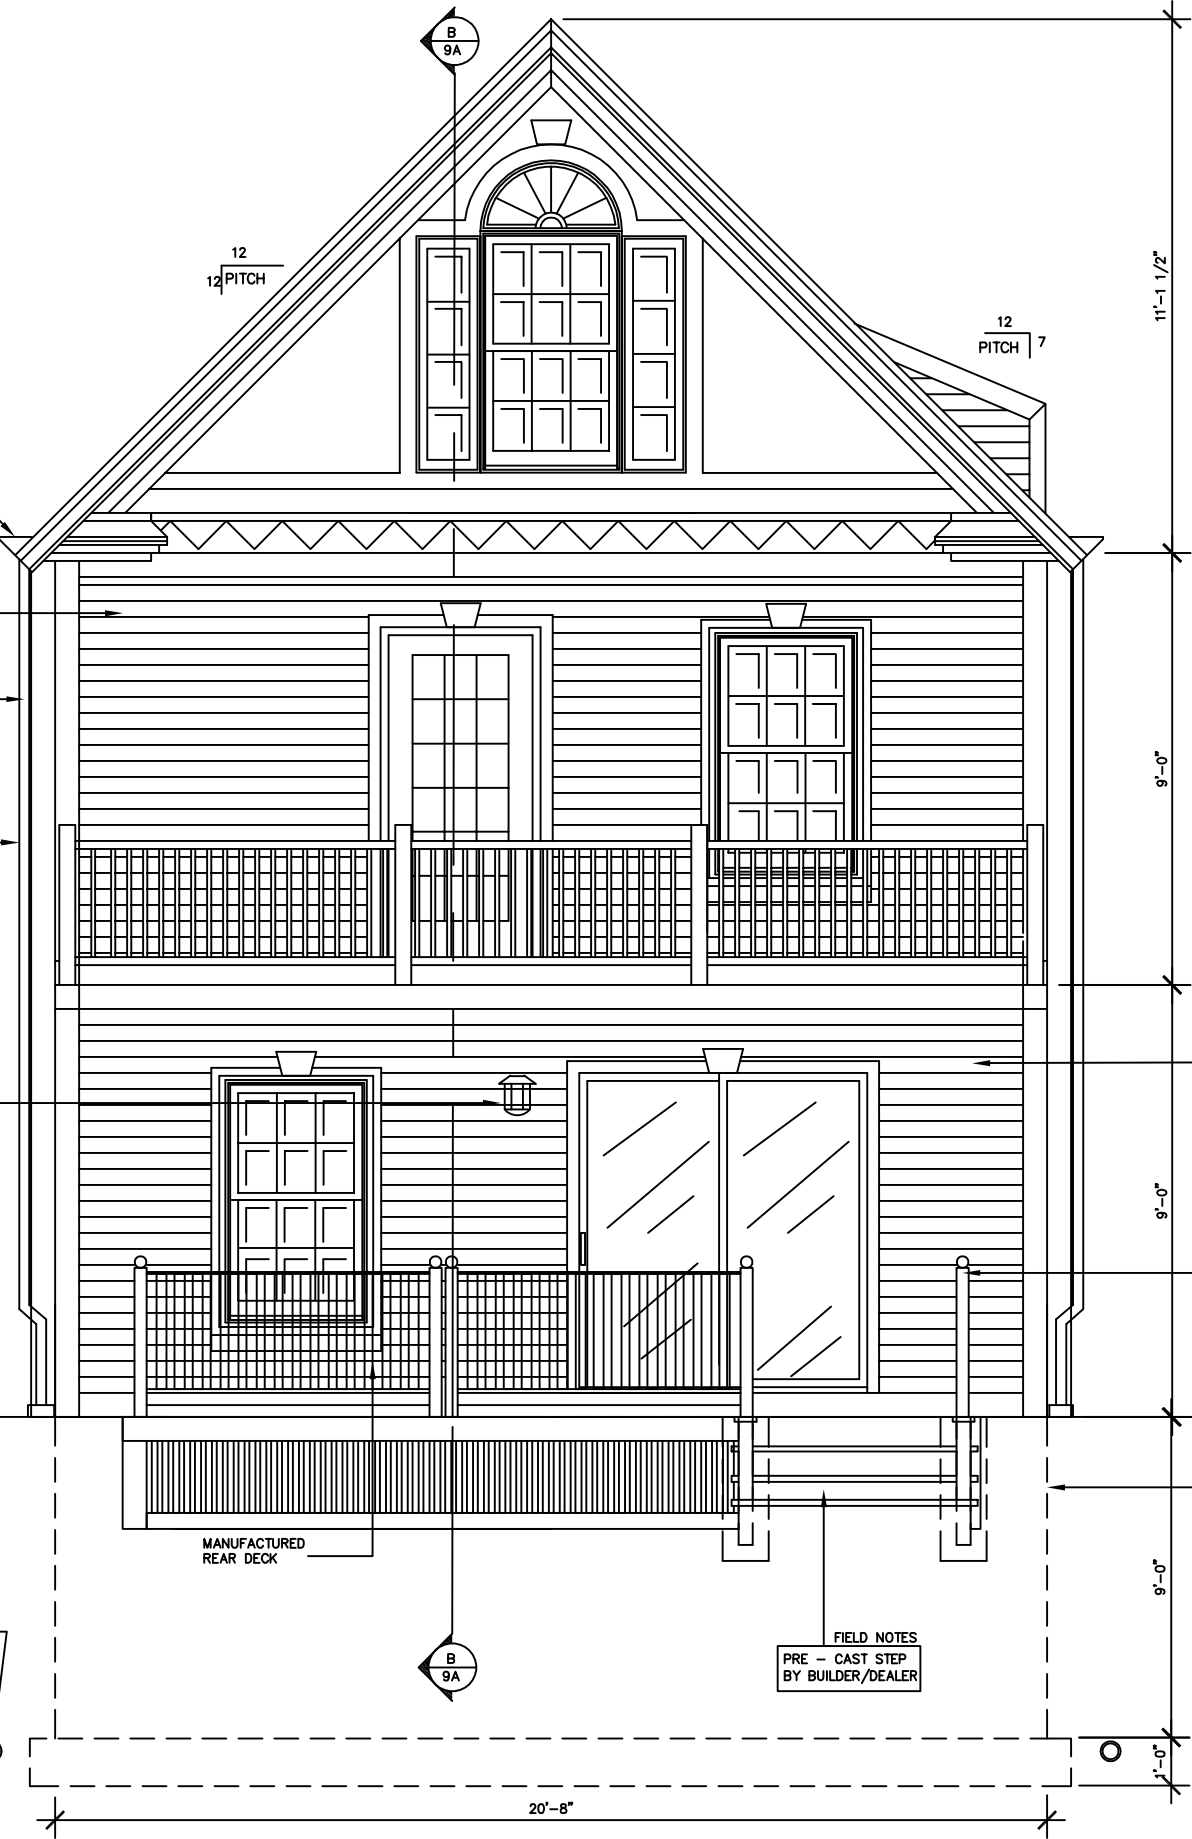 B
9A
11'-1 1/2"
12
12 PITCH
12
PITCH 7
9'-0"
9'-0"
MANUFACTURED
REAR DECK
9'-0"
FIELD NOTES
PRE - CAST STEP
BY BUILDER/DEALER
B
9A
1'-0"
20'-8"